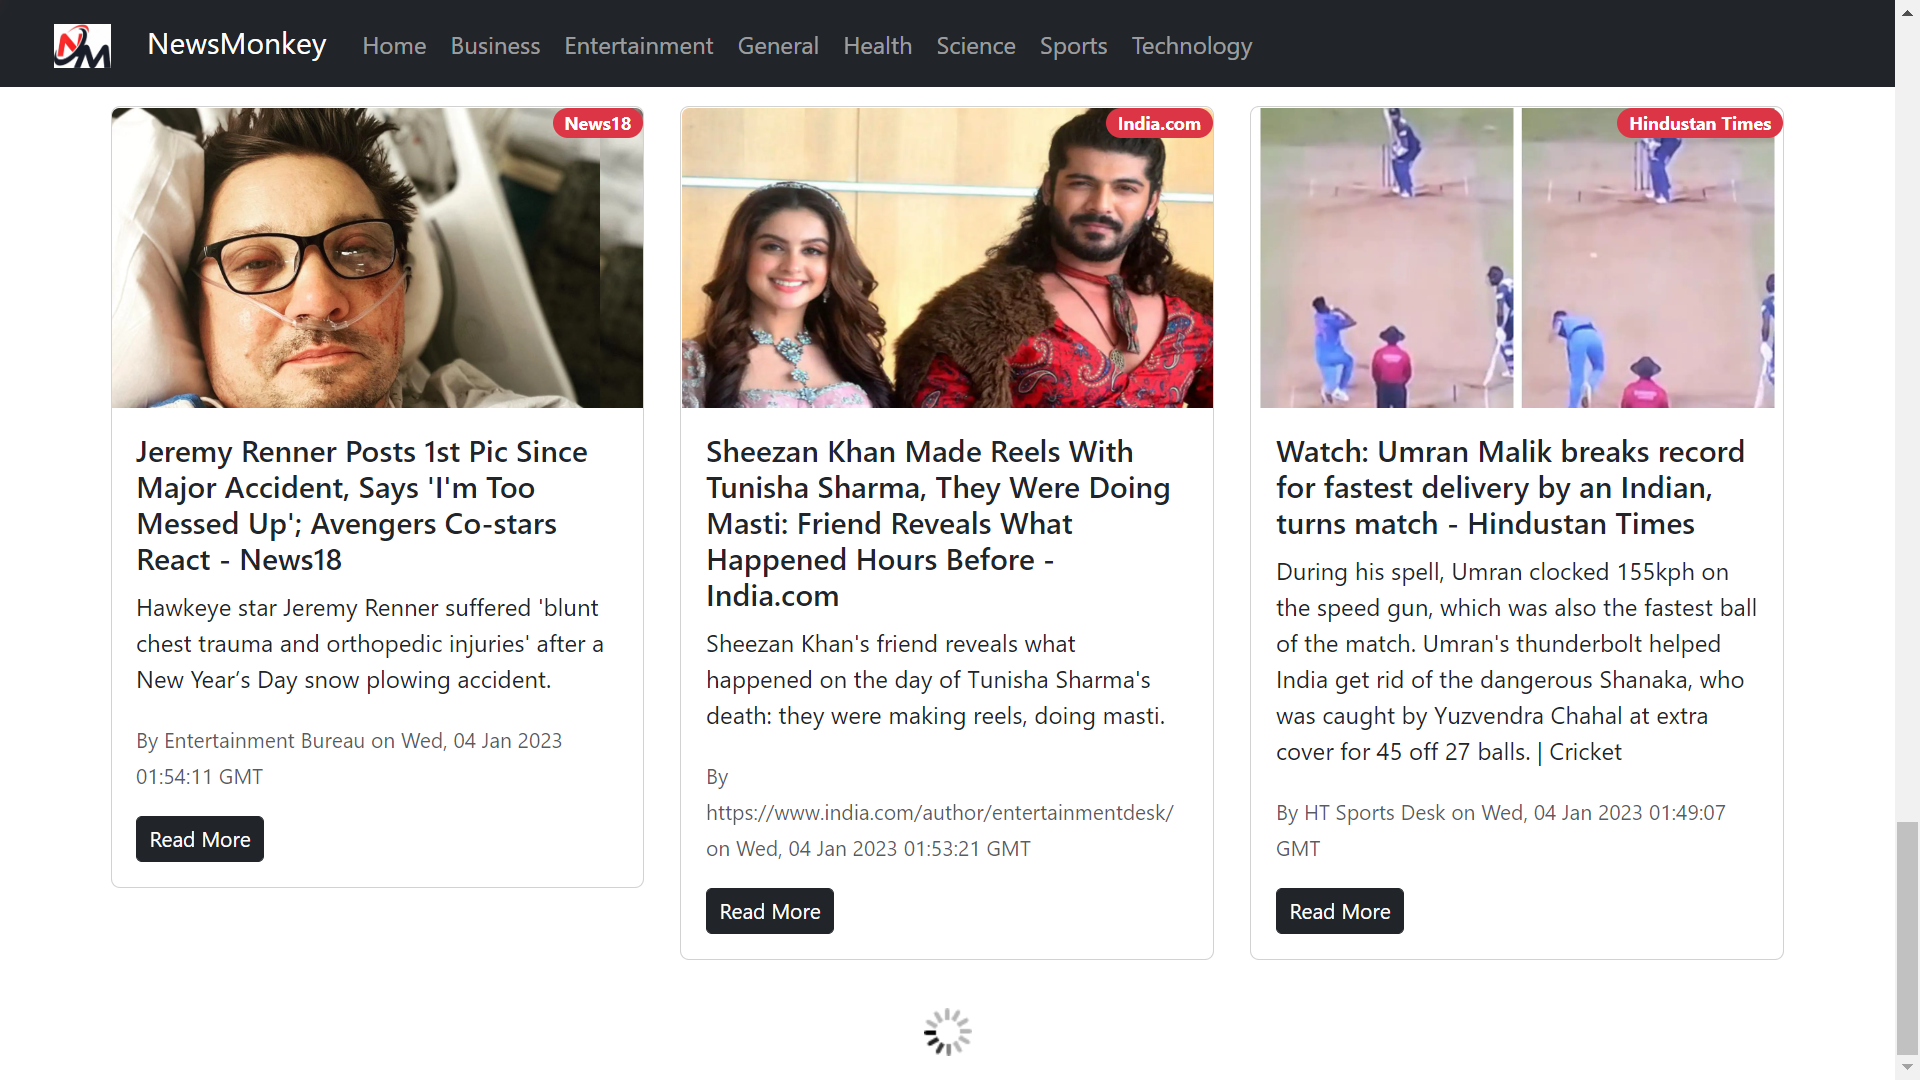 NM NewsMonkey Home Business Entertainment General Health Science Sports Technology
News18
Jeremy Renner Posts 1st Pic Since
Major Accident, Says 'I'm Too
Messed Up'; Avengers Co-stars
React - News18
Hawkeye star Jeremy Renner suffered 'blunt
chest trauma and orthopedic injuries' after a
New Year’s Day snow plowing accident.
By Entertainment Bureau on Wed, 04 Jan 2023
01:54:11 GMT
Read More
India.com
Sheezan Khan Made Reels With
Tunisha Sharma, They Were Doing
Masti: Friend Reveals What
Happened Hours Before -
India.com
Sheezan Khan's friend reveals what
happened on the day of Tunisha Sharma's
death: they were making reels, doing masti.
By
https://www.india.com/author/entertainmentdesk/
on Wed, 04 Jan 2023 01:53:21 GMT
Read More
Hindustan Times
Watch: Umran Malik breaks record
for fastest delivery by an Indian,
turns match - Hindustan Times
During his spell, Umran clocked 155kph on
the speed gun, which was also the fastest ball
of the match. Umran's thunderbolt helped
India get rid of the dangerous Shanaka, who
was caught by Yuzvendra Chahal at extra
cover for 45 off 27 balls. | Cricket
By HT Sports Desk on Wed, 04 Jan 2023 01:49:07
GMT
Read More